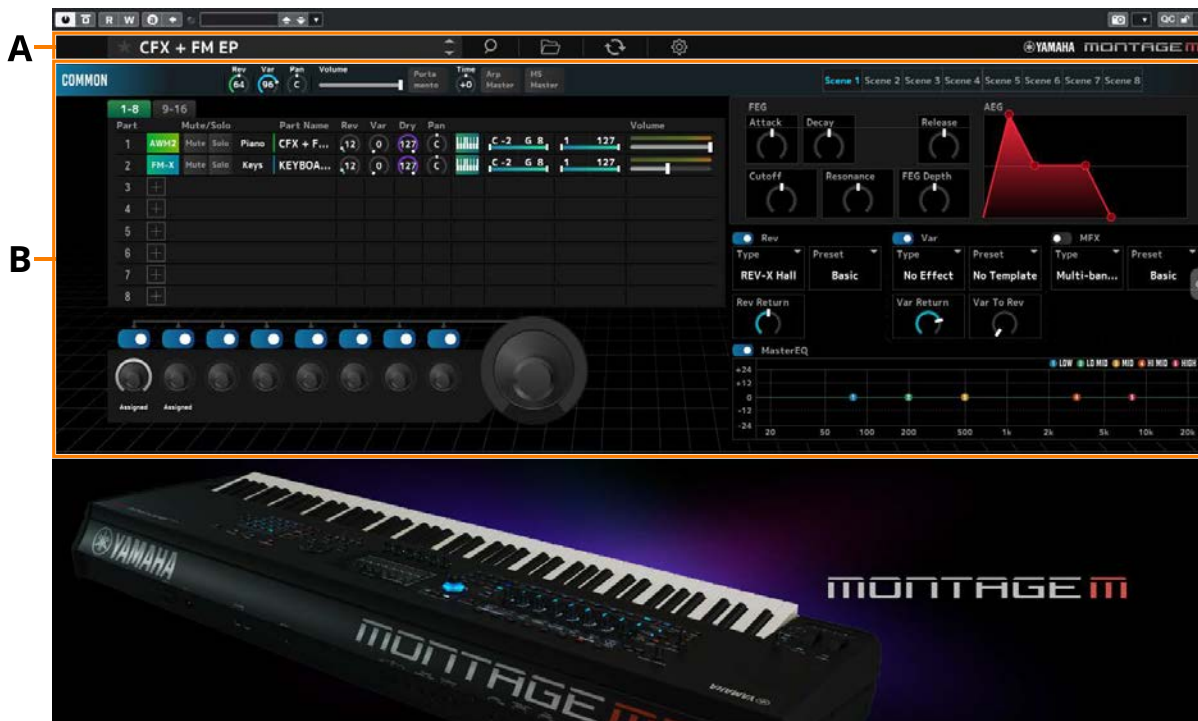 R W
QC
A
CFX + FM EP
YAMAHA MONTAGE M
B
COMMON
Rev Var Pan Volume
64 96 C
Porta mento
Time
+0
Arp Master
MS Master
Scene 1 Scene 2 Scene 3 Scene 4 Scene 5 Scene 6 Scene 7 Scene 8
1-8 9-16
Part Mute/Solo Part Name Rev Var Dry Pan Volume
1 AWM2 Mute Solo Piano CFX + F... 12 0 127 C C -2 G 8 1 127
2 FM-X Mute Solo Keys KEYBOA... 12 0 127 C C -2 G 8 1 127
3
4
5
6
7
8
Assigned Assigned
FEG
Attack Decay Release
Cutoff Resonance FEG Depth
AEG
Rev Var MFX
Type Preset Type Preset Type Preset
REV-X Hall Basic No Effect No Template Multi-ban... Basic
Rev Return Var Return Var To Rev
MasterEQ
LOW LO MID MID HI MID HIGH
+24
+12
0
-12
-24
20 50 100 200 500 1k 2k 5k 10k 20k
YAMAHA
MONTAGE M
MONTAGE M
YAMAHA